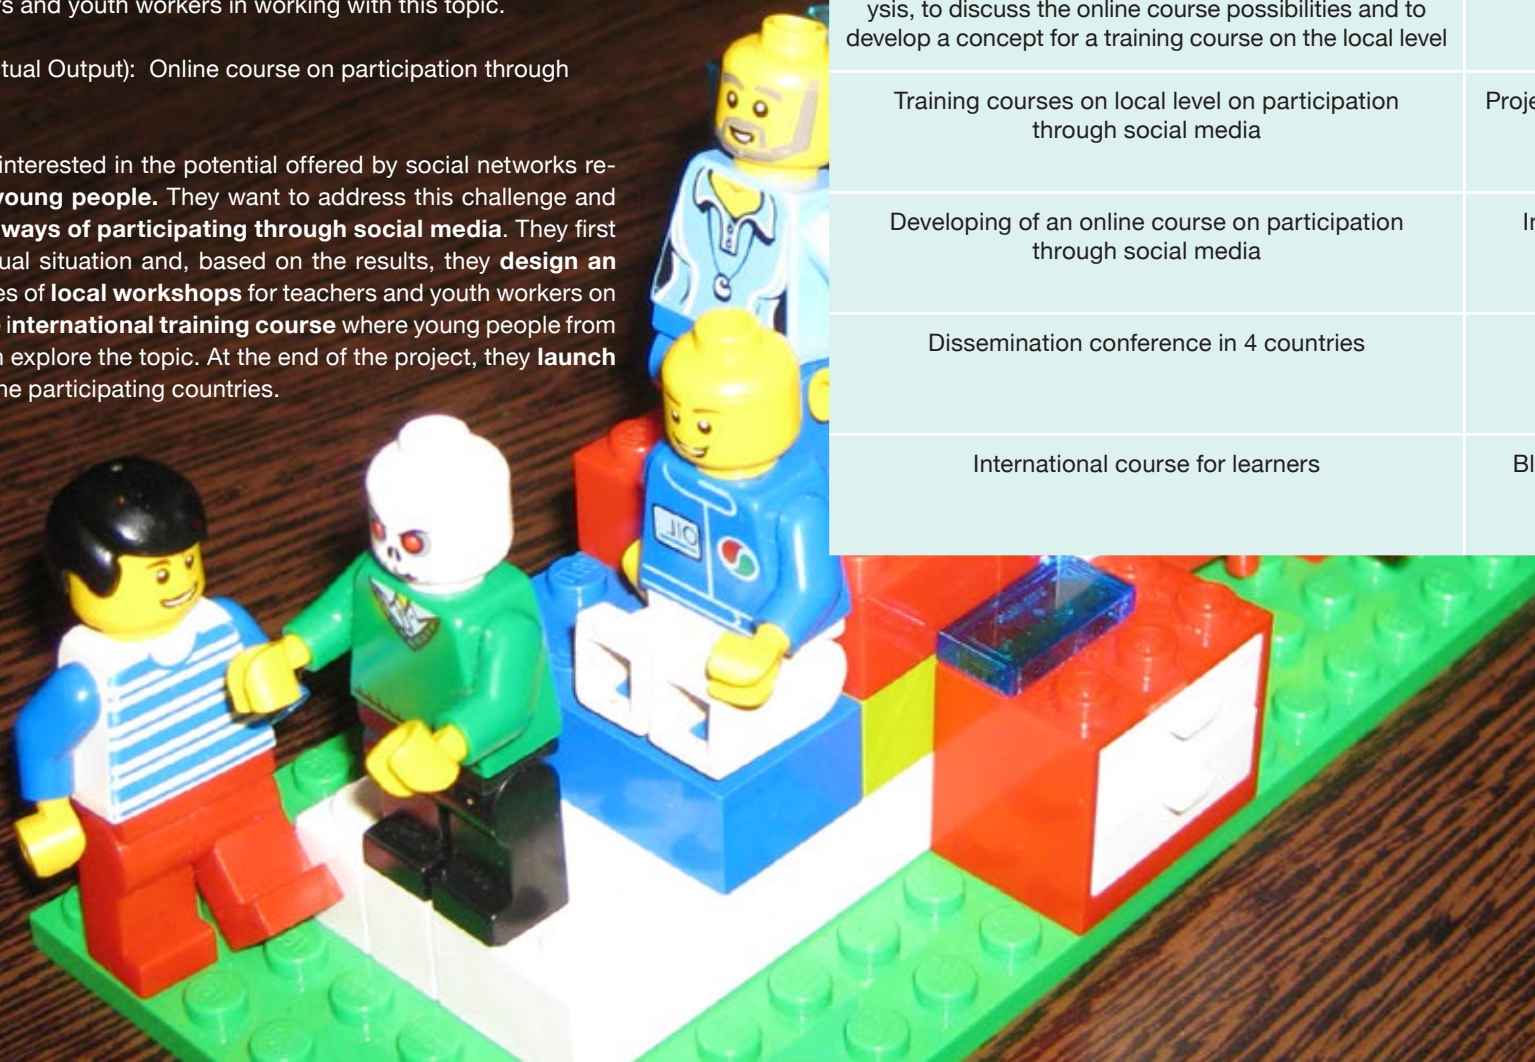 rs and youth workers in working with this topic.
ctual Output): Online course on participation through
interested in the potential offered by social networks re-
young people. They want to address this challenge and
ways of participating through social media. They first
ual situation and, based on the results, they design an
es of local workshops for teachers and youth workers on
international training course where young people from
n explore the topic. At the end of the project, they launch
he participating countries.
ysis, to discuss the online course possibilities and to
develop a concept for a training course on the local level
Training courses on local level on participation
through social media
Proje
Developing of an online course on participation
through social media
In
Dissemination conference in 4 countries
International course for learners
Bl
OIL